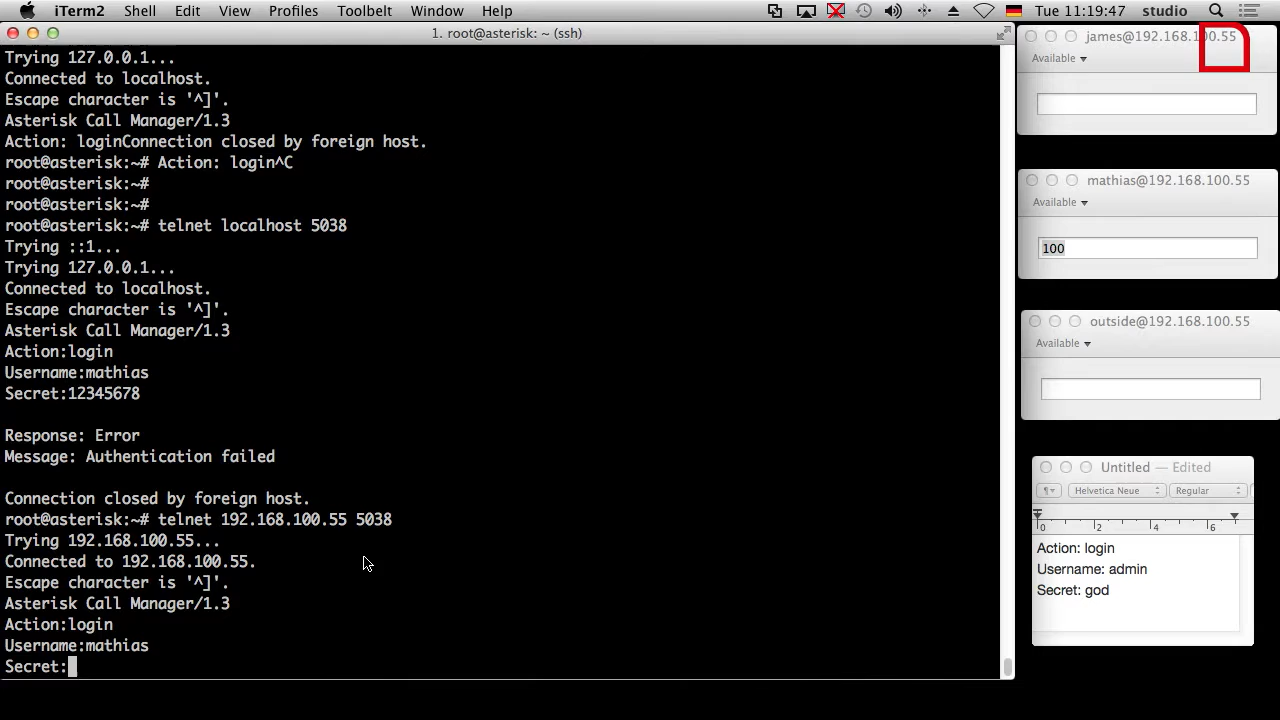 iTerm2 Shell Edit View Profiles Toolbelt Window Help Tue 11:19:47 studio
1. root@asterisk: ~ (ssh)
Trying 127.0.0.1...
Connected to localhost.
Escape character is '^]'.
Asterisk Call Manager/1.3
Action: loginConnection closed by foreign host.
root@asterisk:~# Action: login^C
root@asterisk:~#
root@asterisk:~#
root@asterisk:~# telnet localhost 5038
Trying ::1...
Trying 127.0.0.1...
Connected to localhost.
Escape character is '^]'.
Asterisk Call Manager/1.3
Action:login
Username:mathias
Secret:12345678
Response: Error
Message: Authentication failed
Connection closed by foreign host.
root@asterisk:~# telnet 192.168.100.55 5038
Trying 192.168.100.55...
Connected to 192.168.100.55.
Escape character is '^]'.
Asterisk Call Manager/1.3
Action:login
Username:mathias
Secret:
james@192.168.100.55
Available
mathias@192.168.100.55
Available
100
outside@192.168.100.55
Available
Untitled — Edited
Helvetica Neue Regular
0 2 4 6
Action: login
Username: admin
Secret: god